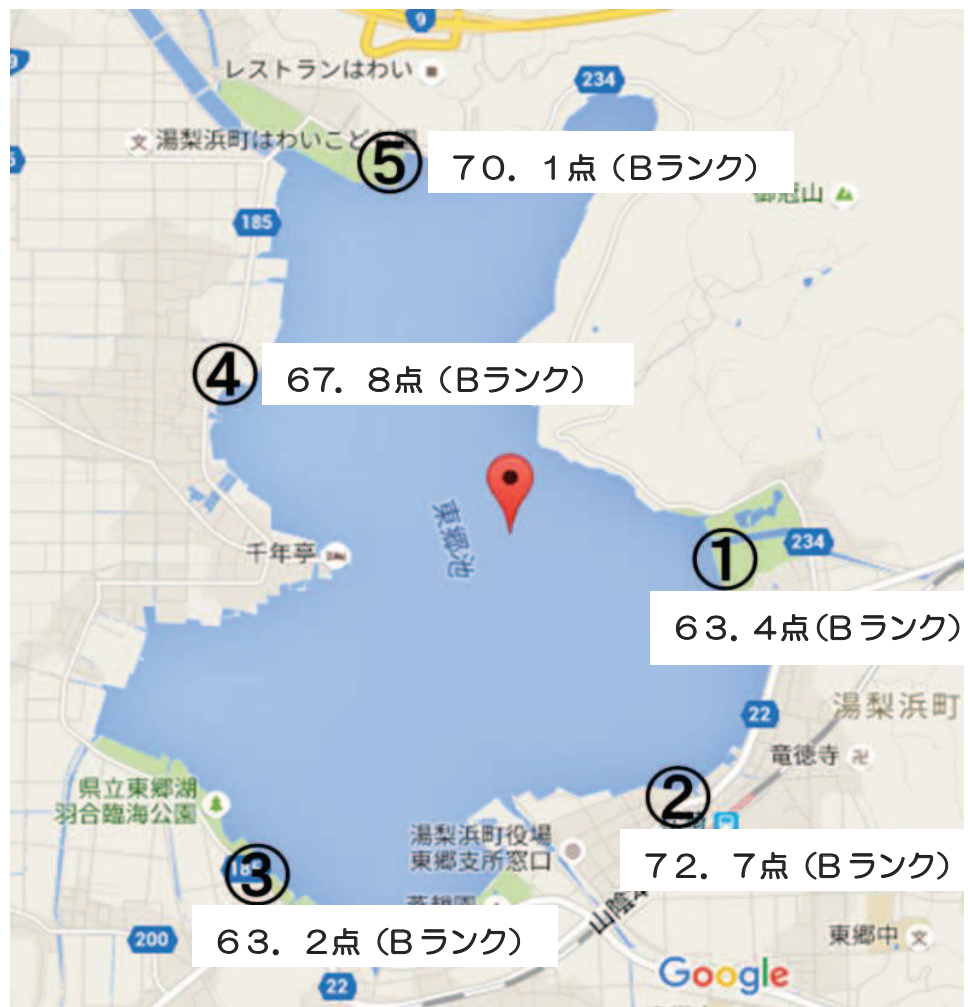 9
レストランはわい
234
湯梨浜町はわいこど
⑤
70．1点（Bランク）
御冠山
185
④
67．8点（Bランク）
東郷池
千年亭
①
234
63．4点（Bランク）
22
湯梨浜町
竜徳寺
県立東郷湖
羽合臨海公園
②
湯梨浜町役場
東郷支所窓口
72．7点（Bランク）
185
③
山陰本
63．2点（Bランク）
200
東郷中
22
Google